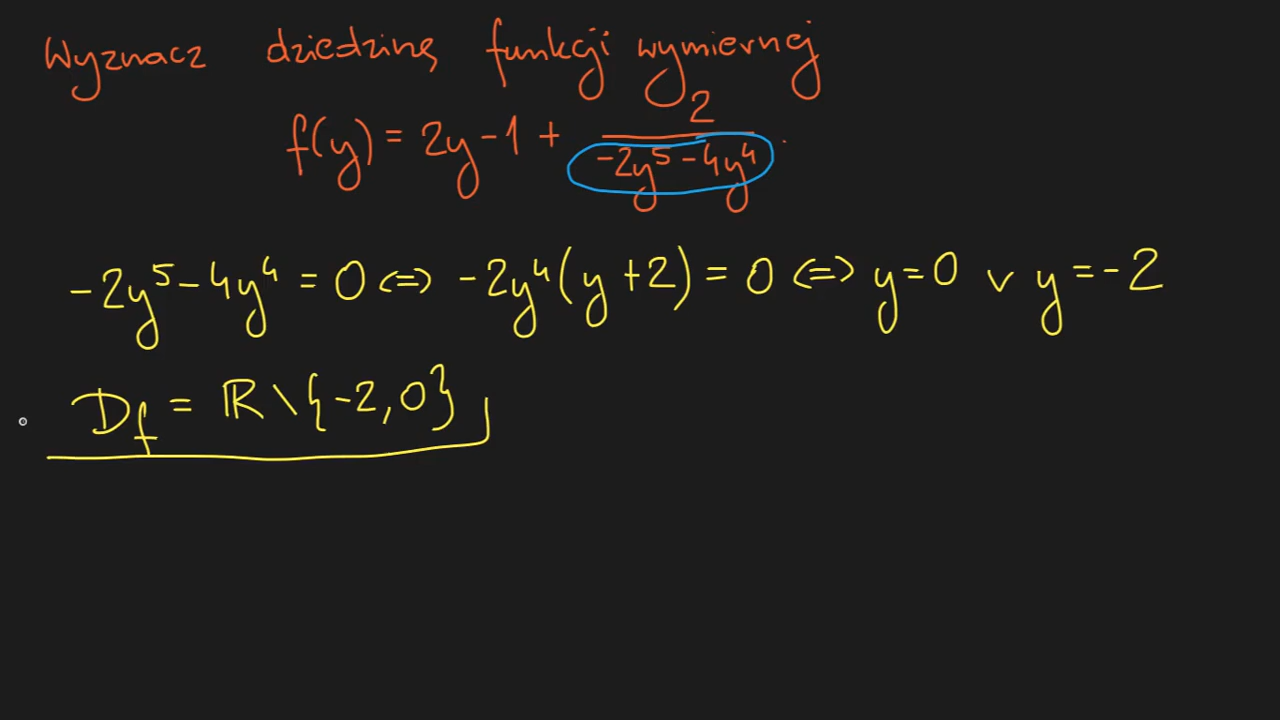 Wyznacz dziedzinę funkcji wymiernej
f(y) = 2y - 1 + 2/(-2y⁵ - 4y⁴).
-2y⁵ - 4y⁴ = 0 <=> -2y⁴(y + 2) = 0 <=> y = 0 ∨ y = -2
D_f = ℝ \ {-2, 0}